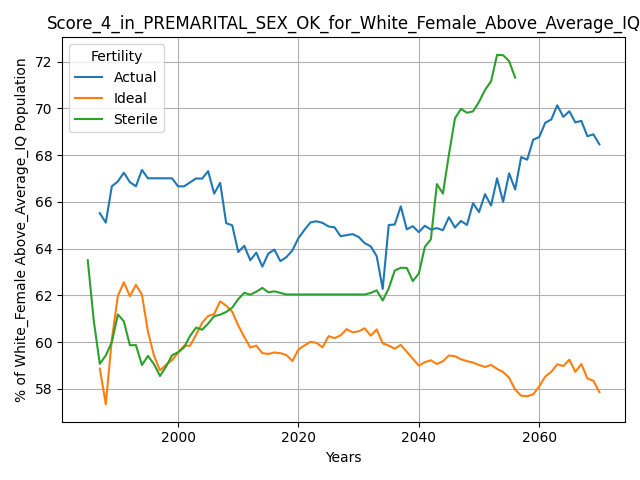 Score_4_in_PREMARITAL_SEX_OK_for_White_Female_Above_Average_IQ
Fertility
Actual
Ideal
Sterile
% of White_Female Above_Average_IQ Population
72
70
68
66
64
62
60
58
2000
2020
2040
2060
Years